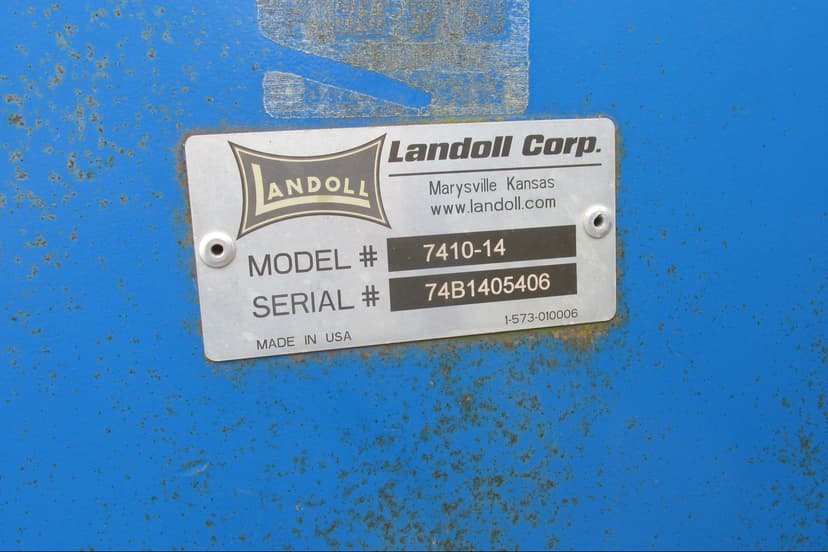 LANDOLL
Landoll Corp.
Marysville Kansas
www.landoll.com
MODEL # 7410-14
SERIAL # 74B1405406
1-573-010006
MADE IN USA